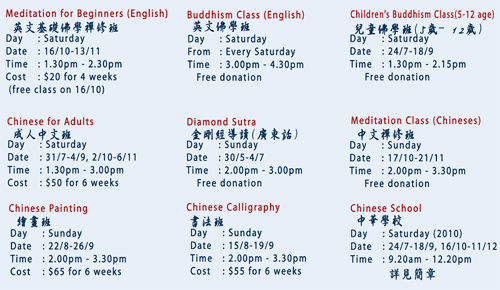 Meditation for Beginners (English)
英文基礎佛學禪修班
Day : Saturday
Date : 16/10-13/11
Time : 1.30pm - 2.30pm
Cost : $20 for 4 weeks
(free class on 16/10)
Buddhism Class (English)
英文佛學班
Day : Saturday
From : Every Saturday
Time : 3.00pm - 4.30pm
Free donation
Children's Buddhism Class(5-12 age)
兒童佛學班(5歲- 12歲)
Day : Saturday
Date : 24/7-18/9
Time : 1.30pm - 2.15pm
Free donation
Chinese for Adults
成人中文班
Day : Saturday
Date : 31/7-4/9, 2/10-6/11
Time : 1.30pm - 3.00pm
Cost : $50 for 6 weeks
Diamond Sutra
金剛經導讀(廣東話)
Day : Sunday
Date : 30/5-4/7
Time : 2.00pm - 3.00pm
Free donation
Meditation Class (Chineses)
中文禪修班
Day : Sunday
Date : 17/10-21/11
Time : 2.00pm - 3.30pm
Free donation
Chinese Painting
繪畫班
Day : Sunday
Date : 22/8-26/9
Time : 2.00pm - 3.30pm
Cost : $65 for 6 weeks
Chinese Calligraphy
書法班
Day : Sunday
Date : 15/8-19/9
Time : 2.00pm - 3.30pm
Cost : $55 for 6 weeks
Chinese School
中華學校
Day : Saturday (2010)
Date : 24/7-18/9, 16/10-11/12
Time : 9.20am - 12.20pm
詳見簡章